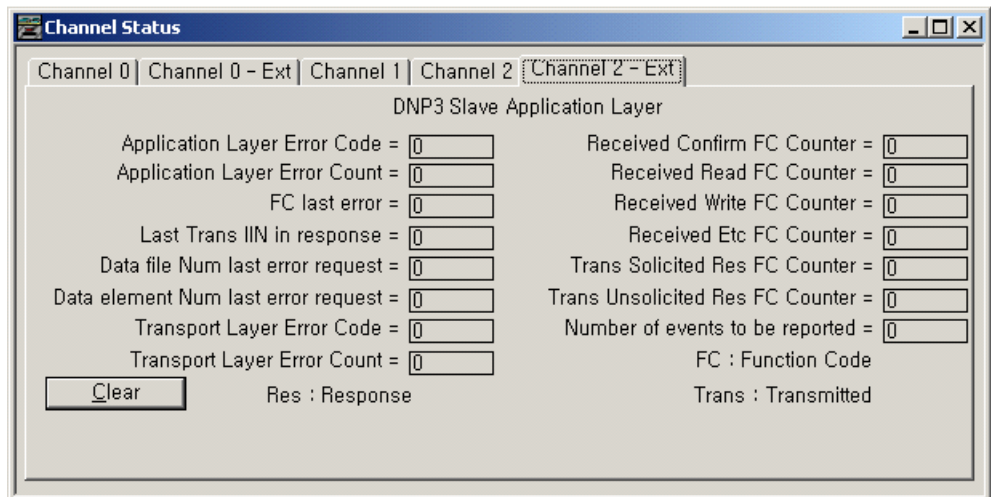 Channel Status
Channel 0 Channel 0 - Ext Channel 1 Channel 2 Channel 2 - Ext
DNP3 Slave Application Layer
Application Layer Error Code = 0
Application Layer Error Count = 0
FC last error = 0
Last Trans IIN in response = 0
Data file Num last error request = 0
Data element Num last error request = 0
Transport Layer Error Code = 0
Transport Layer Error Count = 0
Received Confirm FC Counter = 0
Received Read FC Counter = 0
Received Write FC Counter = 0
Received Etc FC Counter = 0
Trans Solicited Res FC Counter = 0
Trans Unsolicited Res FC Counter = 0
Number of events to be reported = 0
FC : Function Code
Clear
Res : Response
Trans : Transmitted